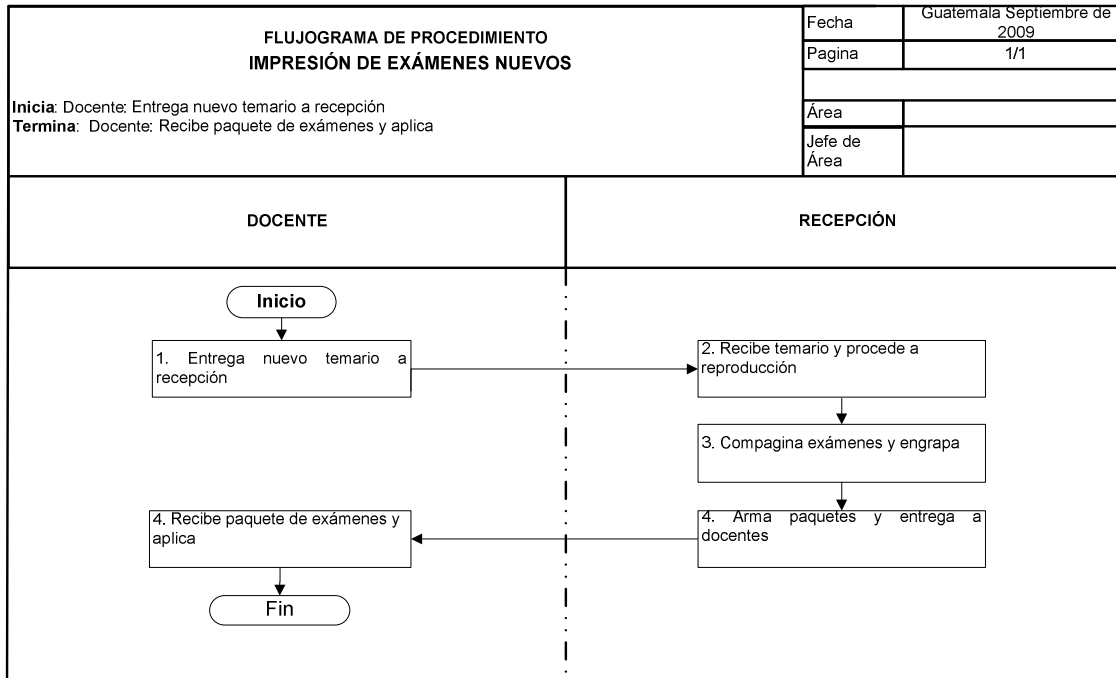 FLUJOGRAMA DE PROCEDIMIENTO
IMPRESIÓN DE EXÁMENES NUEVOS
Inicia: Docente: Entrega nuevo temario a recepción
Termina: Docente: Recibe paquete de exámenes y aplica
Fecha
Guatemala Septiembre de
2009
Pagina
1/1
Área
Jefe de
Área
DOCENTE
RECEPCIÓN
Inicio
1. Entrega nuevo temario a
recepción
2. Recibe temario y procede a
reproducción
3. Compagina exámenes y engrapa
4. Arma paquetes y entrega a
docentes
4. Recibe paquete de exámenes y
aplica
Fin